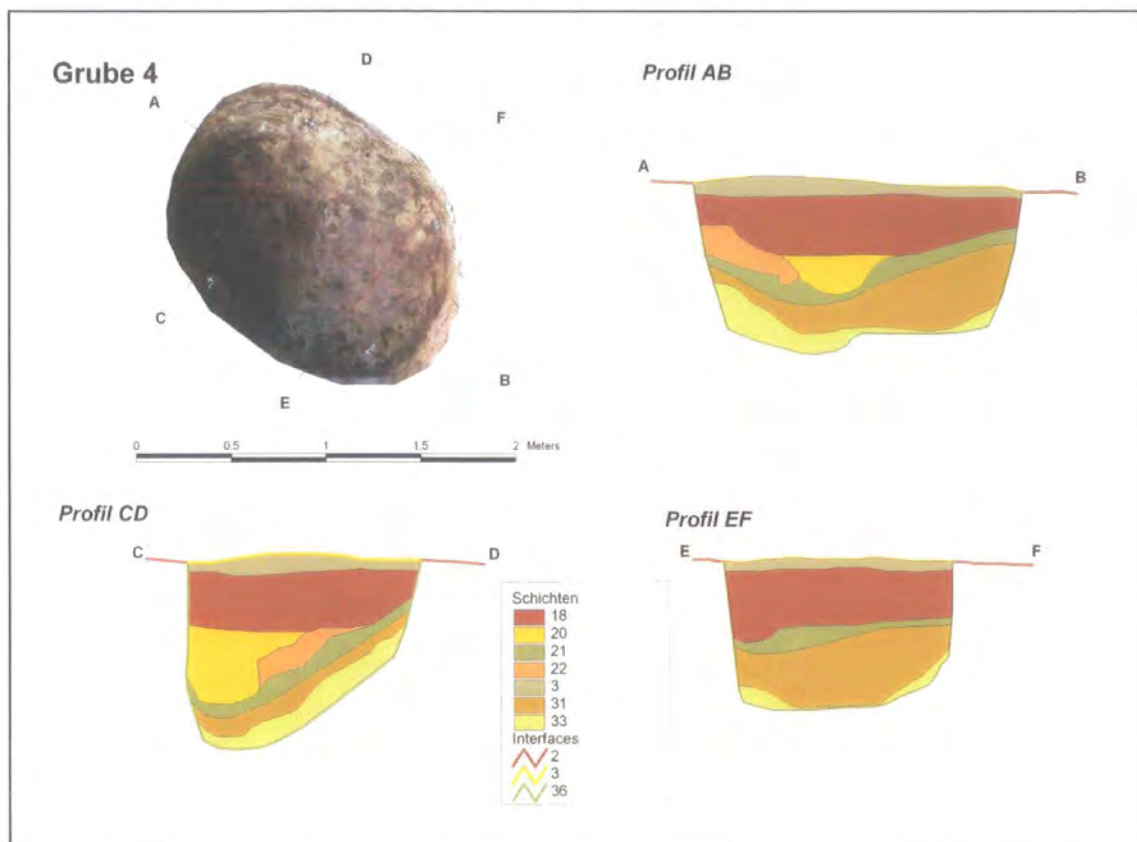 Grube 4
D
A
F
C
E
B
0 0.5 1 1.5 2 Meters
Profil AB
A
B
Profil CD
C
D
Profil EF
E
F
Schichten
18
20
21
22
3
31
33
Interfaces
2
3
36